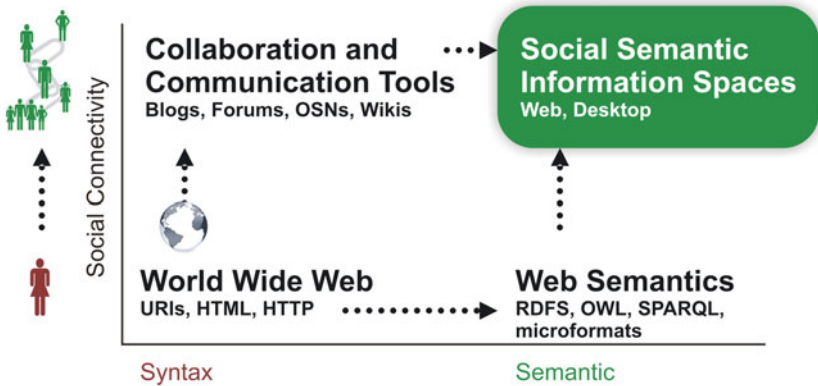 Social Connectivity
Collaboration and
Communication Tools
Blogs, Forums, OSNs, Wikis
Social Semantic
Information Spaces
Web, Desktop
World Wide Web
URIs, HTML, HTTP
Web Semantics
RDFS, OWL, SPARQL,
microformats
Syntax
Semantic